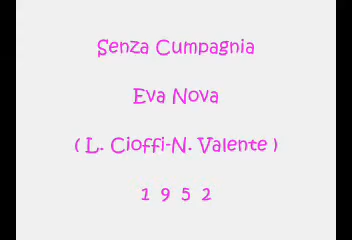 Senza Cumpagnia
Eva Nova
( L. Cioffi-N. Valente )
1 9 5 2